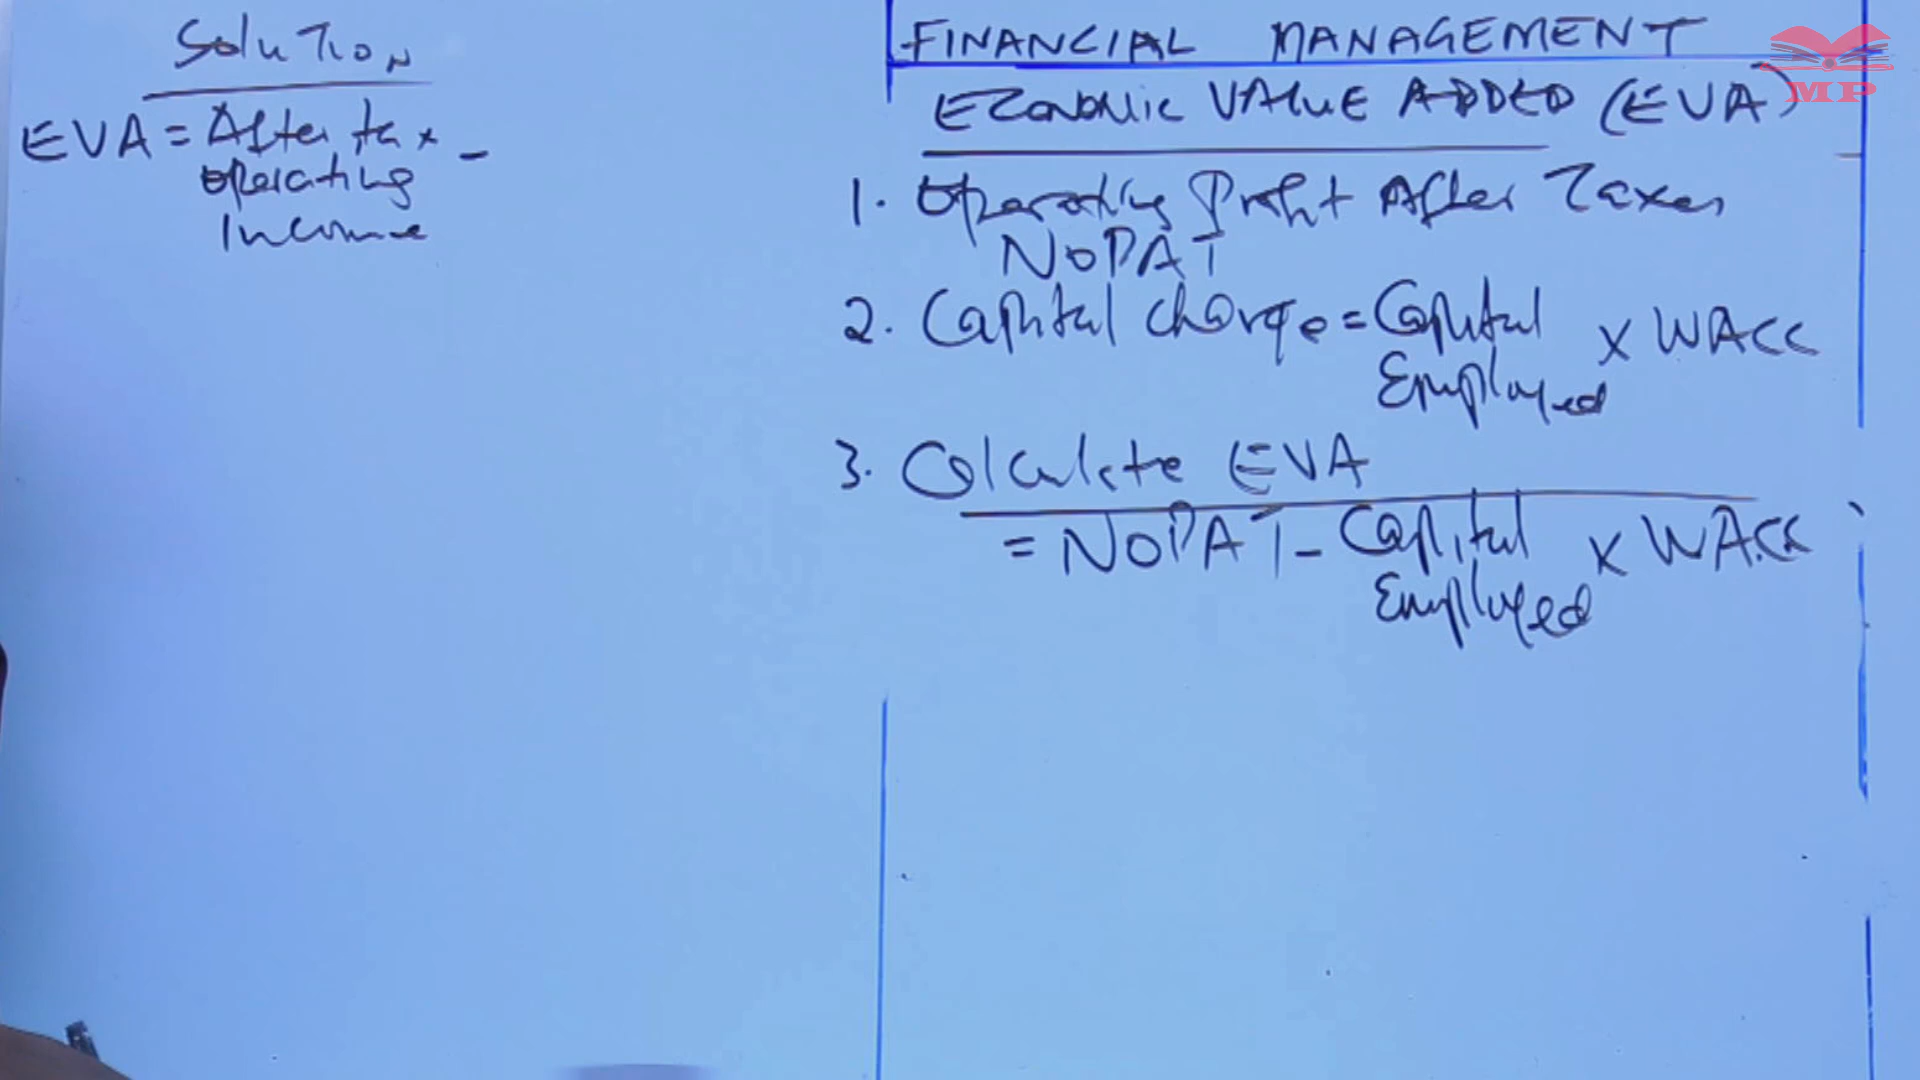 Solution
EVA = After tax -
operating
Income
FINANCIAL MANAGEMENT
ECONOMIC VALUE ADDED (EVA)
1. Operating Profit After Taxes
NOPAT
2. Capital charge = Capital x WACC
Employed
3. Calculate EVA
= NOPAT - Capital x WACC
Employed
MP